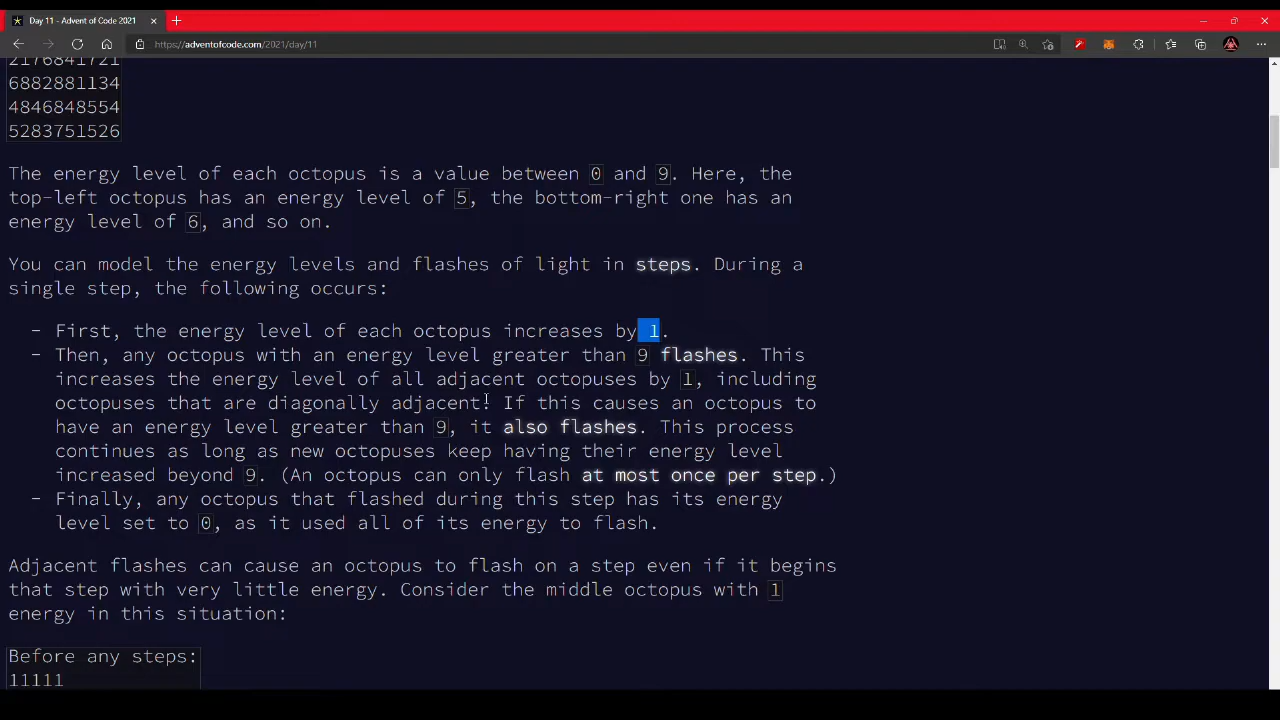 Day 11 - Advent of Code 2021
https://adventofcode.com/2021/day/11
2176841721
6882881134
4846848554
5283751526
The energy level of each octopus is a value between 0 and 9. Here, the
top-left octopus has an energy level of 5, the bottom-right one has an
energy level of 6, and so on.
You can model the energy levels and flashes of light in steps. During a
single step, the following occurs:
- First, the energy level of each octopus increases by 1.
- Then, any octopus with an energy level greater than 9 flashes. This
increases the energy level of all adjacent octopuses by 1, including
octopuses that are diagonally adjacent! If this causes an octopus to
have an energy level greater than 9, it also flashes. This process
continues as long as new octopuses keep having their energy level
increased beyond 9. (An octopus can only flash at most once per step.)
- Finally, any octopus that flashed during this step has its energy
level set to 0, as it used all of its energy to flash.
Adjacent flashes can cause an octopus to flash on a step even if it begins
that step with very little energy. Consider the middle octopus with 1
energy in this situation:
Before any steps:
11111